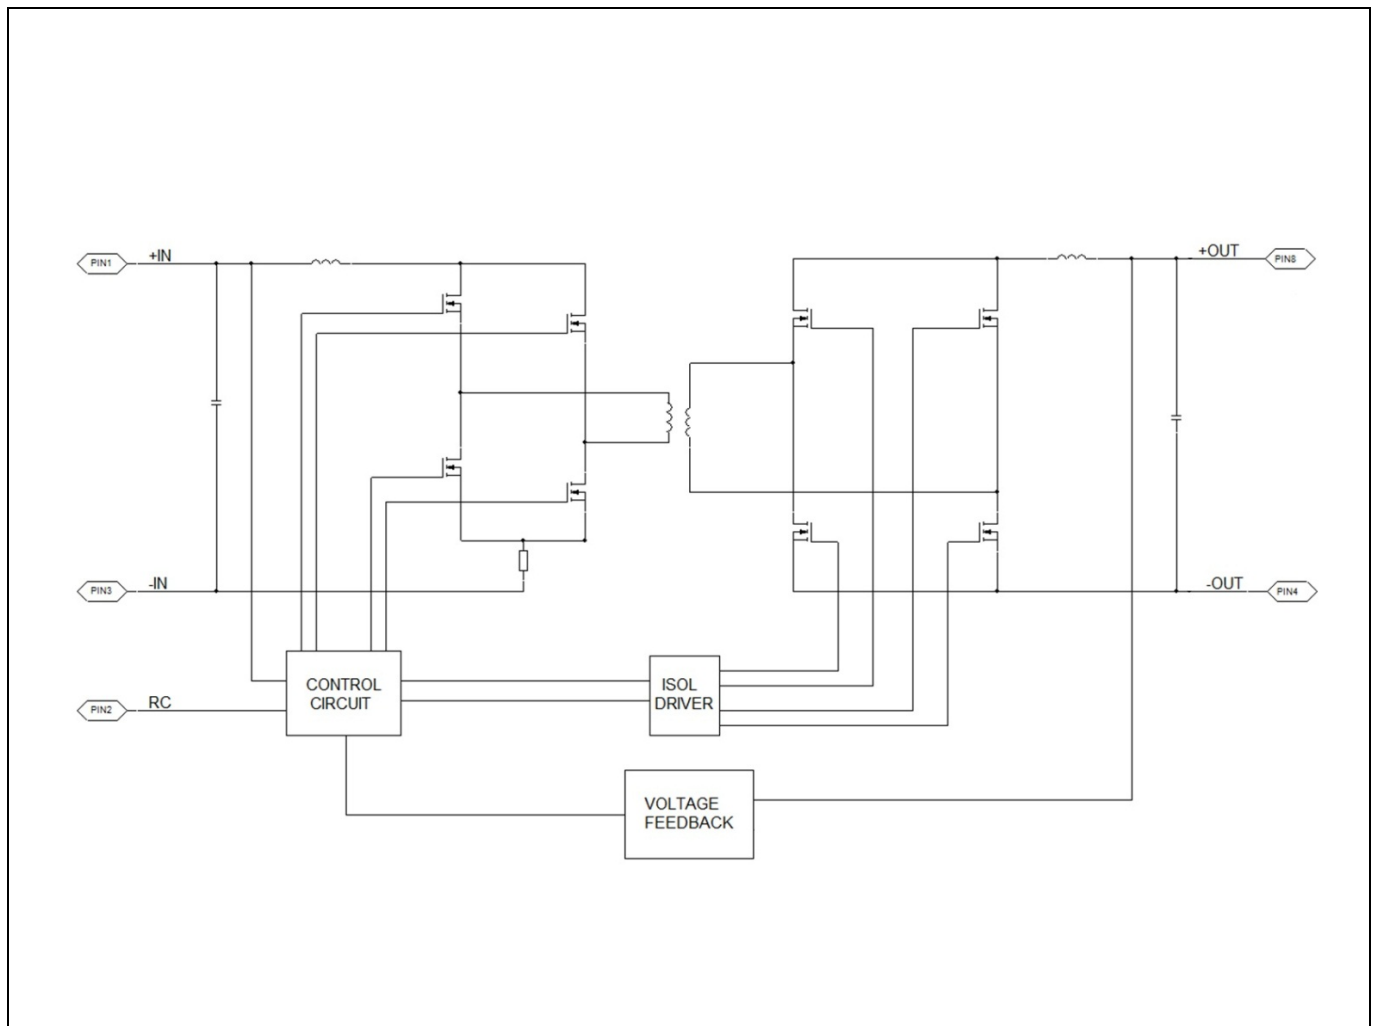 PIN1
+IN
+OUT
PIN8
PIN3
-IN
-OUT
PIN4
PIN2
RC
CONTROL
CIRCUIT
ISOL
DRIVER
VOLTAGE
FEEDBACK